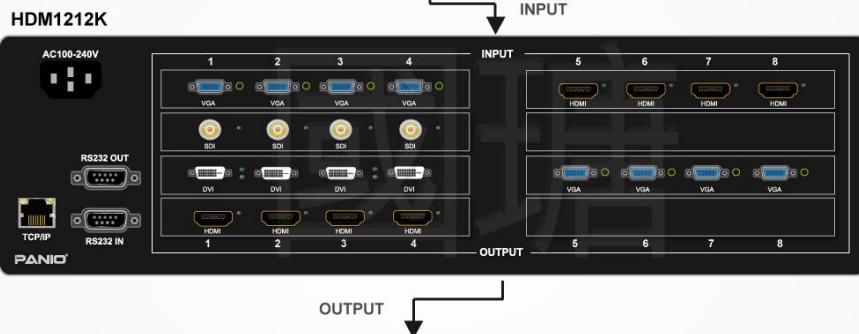 INPUT
HDM1212K
AC100-240V
INPUT
1 2 3 4 5 6 7 8
VGA VGA VGA VGA HDMI HDMI HDMI HDMI
SDI SDI SDI SDI
RS232 OUT
DVI DVI DVI DVI VGA VGA VGA VGA
HDMI HDMI HDMI HDMI
TCP/IP RS232 IN
1 2 3 4 5 6 7 8
OUTPUT
PANIO
OUTPUT
國瑭